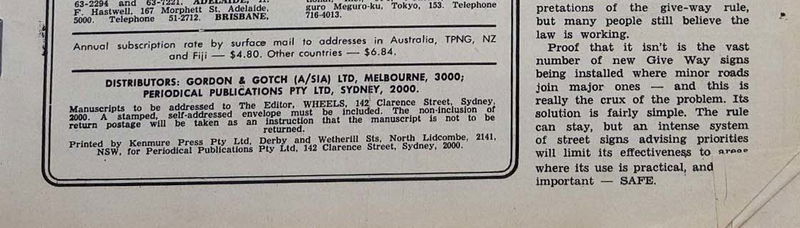 63-2294 and 63-7221. ADELAIDE,
F. Hastwell, 167 Morphett St, Adelaide,
5000. Telephone 51-2712. BRISBANE,
guro Meguro-ku, Tokyo, 153. Telephone
716-4013.
Annual subscription rate by surface mail to addresses in Australia, TPNG, NZ
and Fiji — $4.80. Other countries — $6.84.
DISTRIBUTORS: GORDON & GOTCH (A/SIA) LTD, MELBOURNE, 3000;
PERIODICAL PUBLICATIONS PTY LTD, SYDNEY, 2000.
Manuscripts to be addressed to The Editor, WHEELS, 142 Clarence Street, Sydney,
2000. A stamped, self-addressed envelope must be included. The non-inclusion of
return postage will be taken as an instruction that the manuscript is not to be
returned.
Printed by Kenmure Press Pty Ltd, Derby and Wetherill Sts, North Lidcombe, 2141,
NSW, for Periodical Publications Pty Ltd, 142 Clarence Street, Sydney, 2000.
pretations of the give-way rule,
but many people still believe the
law is working.
Proof that it isn't is the vast
number of new Give Way signs
being installed where minor roads
join major ones — and this is
really the crux of the problem. Its
solution is fairly simple. The rule
can stay, but an intense system
of street signs advising priorities
will limit its effectiveness to areas
where its use is practical, and
important — SAFE.